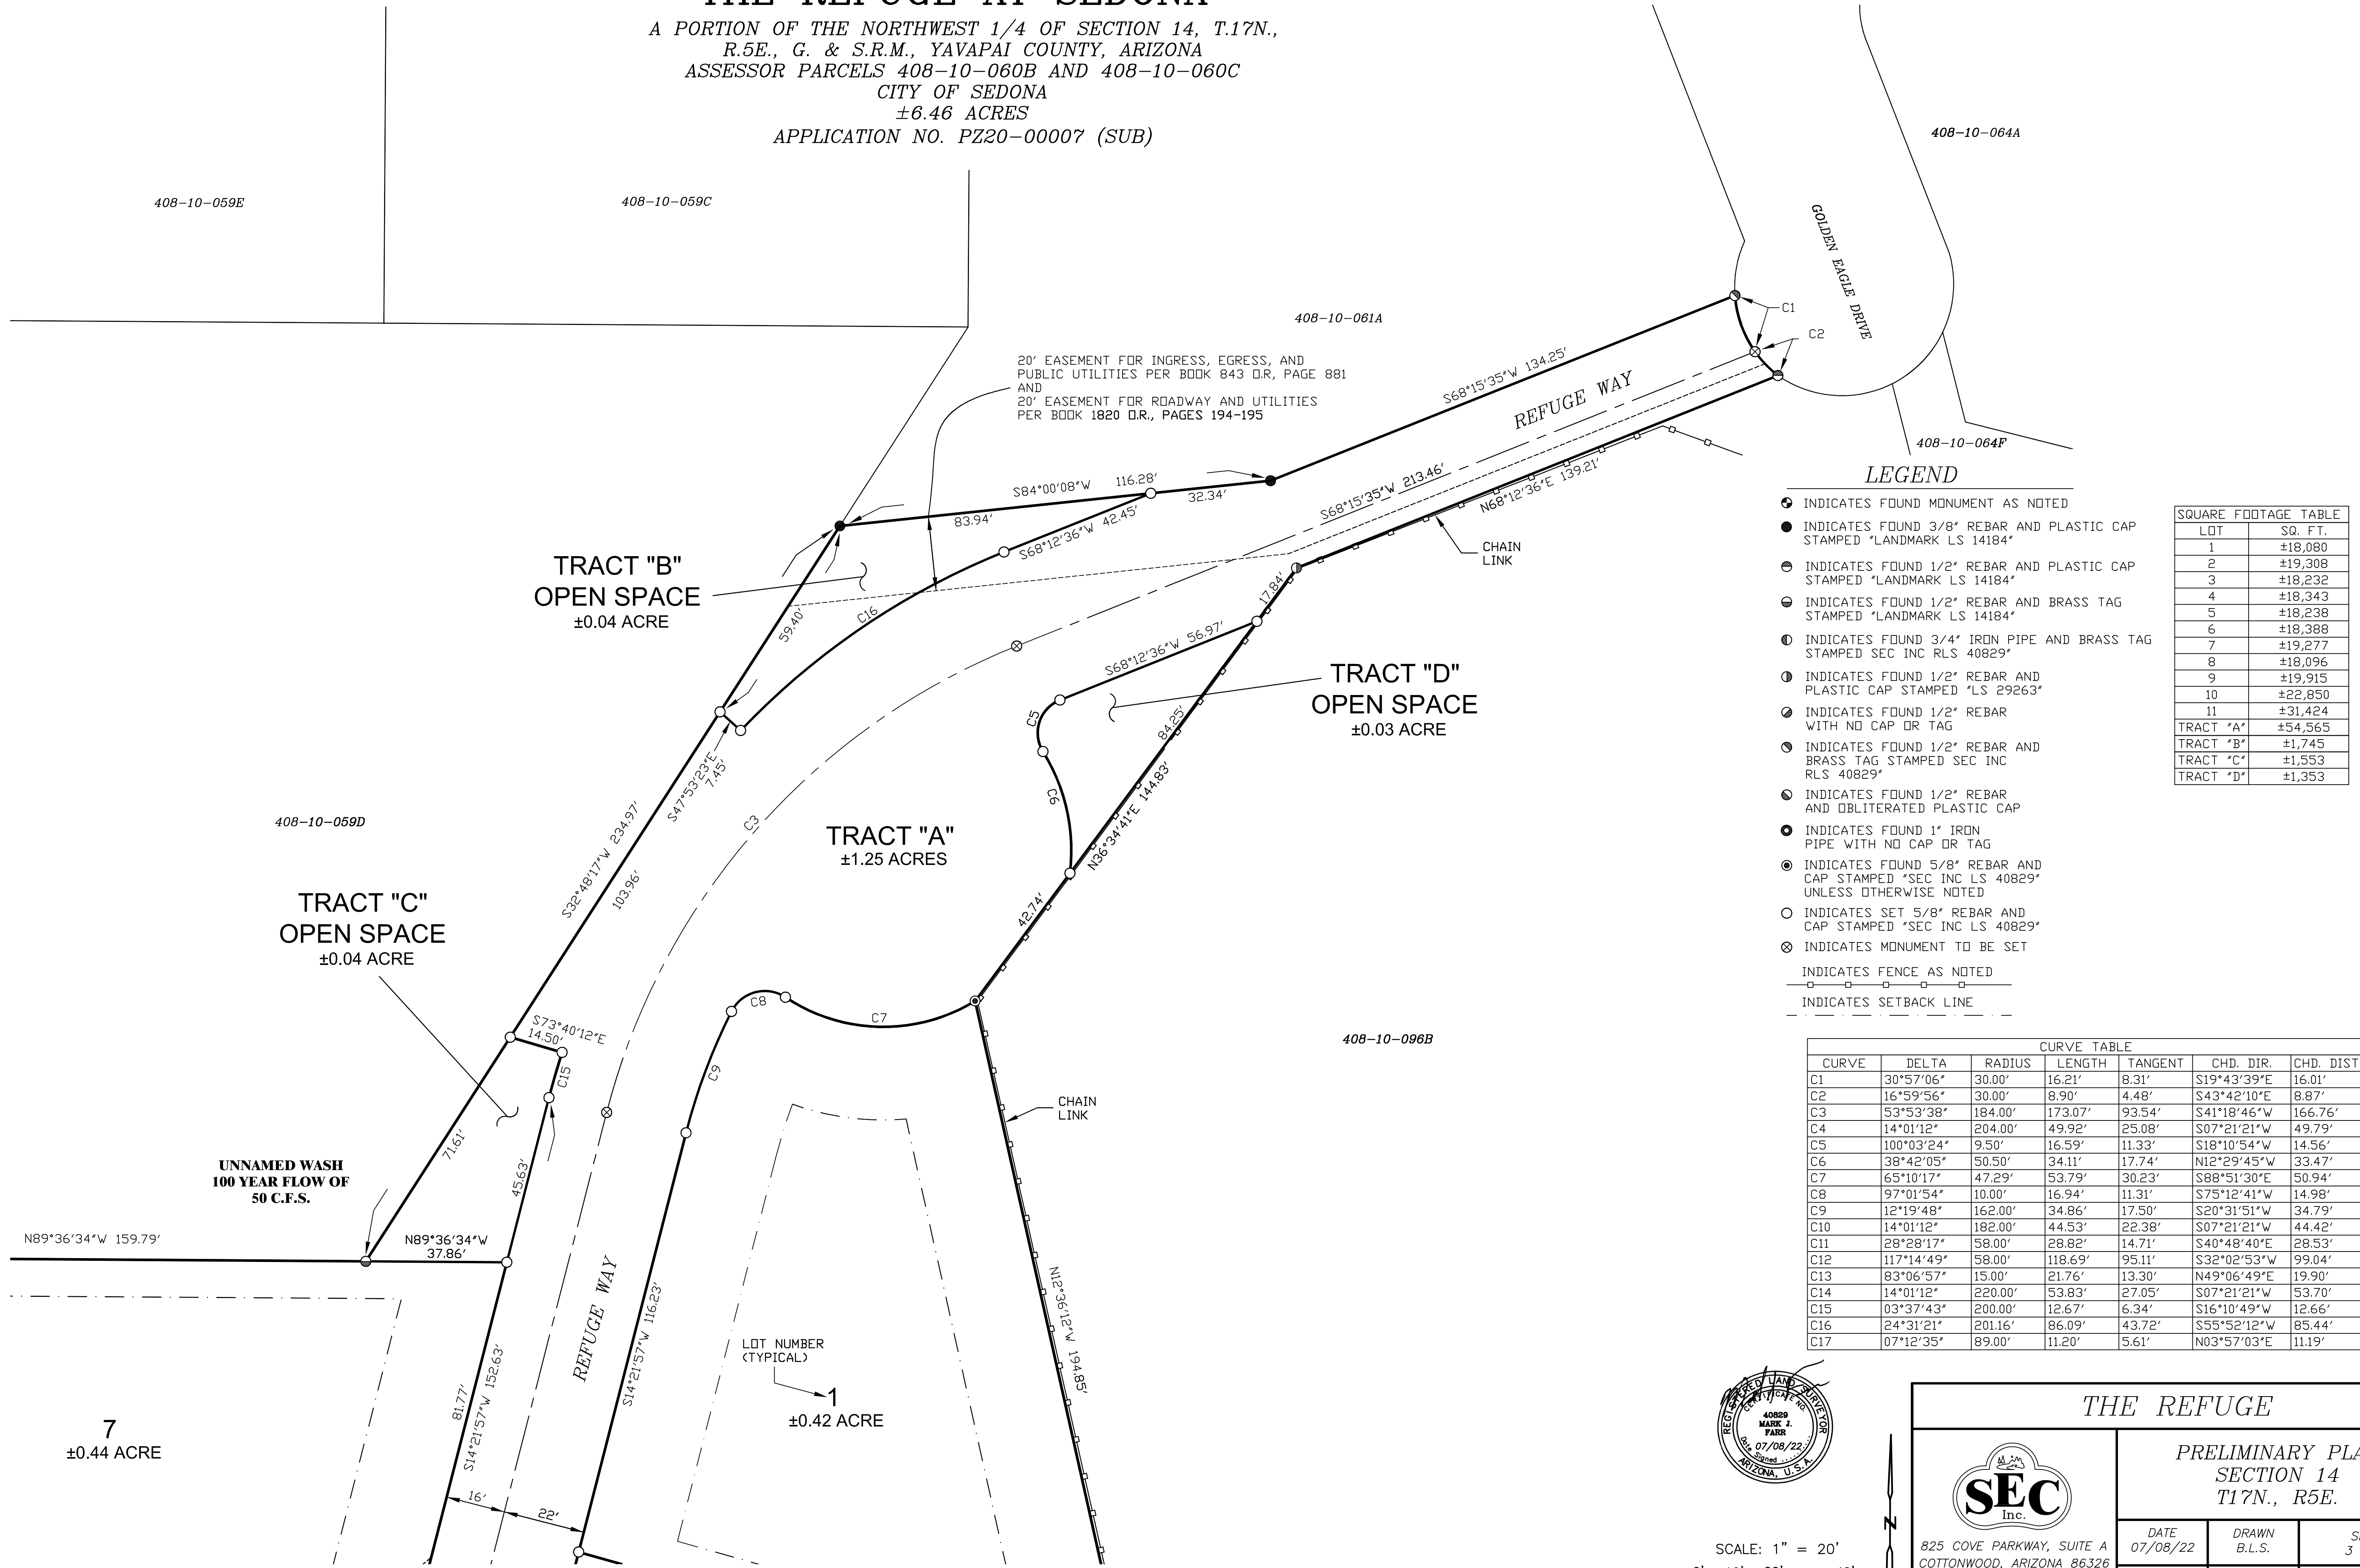 THE REFUGE AT SEDONA
A PORTION OF THE NORTHWEST 1/4 OF SECTION 14, T.17N.,
R.5E., G. & S.R.M., YAVAPAI COUNTY, ARIZONA
ASSESSOR PARCELS 408-10-060B AND 408-10-060C
CITY OF SEDONA
±6.46 ACRES
APPLICATION NO. PZ20-00007 (SUB)
408-10-059E
408-10-059C
408-10-064A
GOLDEN EAGLE DRIVE
408-10-061A
C1
C2
20' EASEMENT FOR INGRESS, EGRESS, AND
PUBLIC UTILITIES PER BOOK 843 O.R, PAGE 881
AND
20' EASEMENT FOR ROADWAY AND UTILITIES
PER BOOK 1820 O.R., PAGES 194-195
S68°15'35"W 134.25'
REFUGE WAY
S68°15'35"W 213.46'
N68°12'36"E 139.21'
408-10-064F
S84°00'08"W 116.28'
83.94'
32.34'
S68°12'36"W 42.45'
CHAIN
LINK
TRACT "B"
OPEN SPACE
±0.04 ACRE
59.40'
C16
17.84'
S68°12'36"W 56.97'
TRACT "D"
OPEN SPACE
±0.03 ACRE
C5
84.25'
C6
N36°34'41"E 144.83'
S47°53'23"E
7.45'
C3
408-10-059D
S32°48'17"W 234.97'
103.96'
TRACT "A"
±1.25 ACRES
42.74'
TRACT "C"
OPEN SPACE
±0.04 ACRE
S73°40'12"E
14.50'
C15
C8
C7
C9
408-10-096B
CHAIN
LINK
71.61'
45.63'
UNNAMED WASH
100 YEAR FLOW OF
50 C.F.S.
N89°36'34"W 159.79'
N89°36'34"W
37.86'
REFUGE WAY
S14°21'57"W 116.23'
N12°36'12"W 194.85'
LOT NUMBER
(TYPICAL)
1
±0.42 ACRE
81.77'
S14°21'57"W 152.63'
7
±0.44 ACRE
16'
22'
LEGEND
INDICATES FOUND MONUMENT AS NOTED
INDICATES FOUND 3/8" REBAR AND PLASTIC CAP
STAMPED "LANDMARK LS 14184"
INDICATES FOUND 1/2" REBAR AND PLASTIC CAP
STAMPED "LANDMARK LS 14184"
INDICATES FOUND 1/2" REBAR AND BRASS TAG
STAMPED "LANDMARK LS 14184"
INDICATES FOUND 3/4" IRON PIPE AND BRASS TAG
STAMPED SEC INC RLS 40829"
INDICATES FOUND 1/2" REBAR AND
PLASTIC CAP STAMPED "LS 29263"
INDICATES FOUND 1/2" REBAR
WITH NO CAP OR TAG
INDICATES FOUND 1/2" REBAR AND
BRASS TAG STAMPED SEC INC
RLS 40829"
INDICATES FOUND 1/2" REBAR
AND OBLITERATED PLASTIC CAP
INDICATES FOUND 1" IRON
PIPE WITH NO CAP OR TAG
INDICATES FOUND 5/8" REBAR AND
CAP STAMPED "SEC INC LS 40829"
UNLESS OTHERWISE NOTED
INDICATES SET 5/8" REBAR AND
CAP STAMPED "SEC INC LS 40829"
INDICATES MONUMENT TO BE SET
INDICATES FENCE AS NOTED
INDICATES SETBACK LINE
SQUARE FOOTAGE TABLE
LOT SQ. FT.
1 ±18,080
2 ±19,308
3 ±18,232
4 ±18,343
5 ±18,238
6 ±18,388
7 ±19,277
8 ±18,096
9 ±19,915
10 ±22,850
11 ±31,424
TRACT "A" ±54,565
TRACT "B" ±1,745
TRACT "C" ±1,553
TRACT "D" ±1,353
CURVE TABLE
CURVE DELTA RADIUS LENGTH TANGENT CHD. DIR. CHD. DIST
C1 30°57'06" 30.00' 16.21' 8.31' S19°43'39"E 16.01'
C2 16°59'56" 30.00' 8.90' 4.48' S43°42'10"E 8.87'
C3 53°53'38" 184.00' 173.07' 93.54' S41°18'46"W 166.76'
C4 14°01'12" 204.00' 49.92' 25.08' S07°21'21"W 49.79'
C5 100°03'24" 9.50' 16.59' 11.33' S18°10'54"W 14.56'
C6 38°42'05" 50.50' 34.11' 17.74' N12°29'45"W 33.47'
C7 65°10'17" 47.29' 53.79' 30.23' S88°51'30"E 50.94'
C8 97°01'54" 10.00' 16.94' 11.31' S75°12'41"W 14.98'
C9 12°19'48" 162.00' 34.86' 17.50' S20°31'51"W 34.79'
C10 14°01'12" 182.00' 44.53' 22.38' S07°21'21"W 44.42'
C11 28°28'17" 58.00' 28.82' 14.71' S40°48'40"E 28.53'
C12 117°14'49" 58.00' 118.69' 95.11' S32°02'53"W 99.04'
C13 83°06'57" 15.00' 21.76' 13.30' N49°06'49"E 19.90'
C14 14°01'12" 220.00' 53.83' 27.05' S07°21'21"W 53.70'
C15 03°37'43" 200.00' 12.67' 6.34' S16°10'49"W 12.66'
C16 24°31'21" 201.16' 86.09' 43.72' S55°52'12"W 85.44'
C17 07°12'35" 89.00' 11.20' 5.61' N03°57'03"E 11.19'
REGISTERED LAND SURVEYOR
CERTIFICATE NO.
40829
MARK J.
FARR
Date Signed
07/08/22
ARIZONA, U.S.A.
SCALE: 1" = 20'
N
THE REFUGE
SEC
Inc.
825 COVE PARKWAY, SUITE A
COTTONWOOD, ARIZONA 86326
PRELIMINARY PLA
SECTION 14
T17N., R5E.
DATE
07/08/22
DRAWN
B.L.S.
3